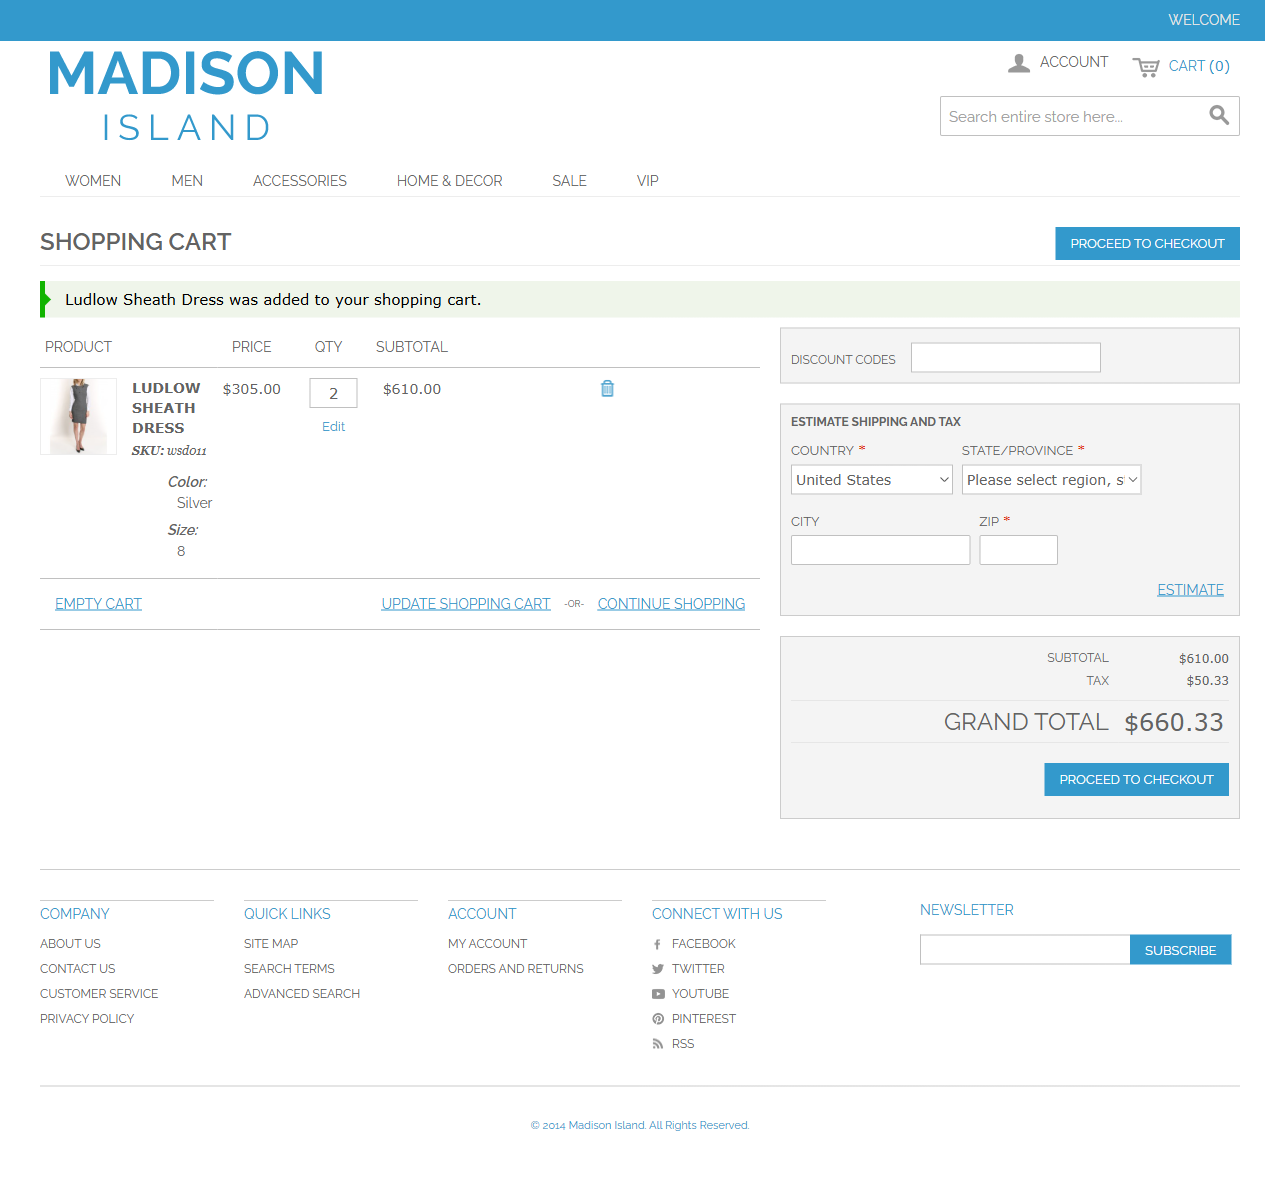 WELCOME
MADISON
ISLAND
ACCOUNT
CART (0)
Search entire store here...
WOMEN MEN ACCESSORIES HOME & DECOR SALE VIP
SHOPPING CART
PROCEED TO CHECKOUT
Ludlow Sheath Dress was added to your shopping cart.
PRODUCT PRICE QTY SUBTOTAL
LUDLOW SHEATH DRESS
SKU: wsd011
Color:
Silver
Size:
8
$305.00
2
Edit
$610.00
EMPTY CART
UPDATE SHOPPING CART -OR- CONTINUE SHOPPING
DISCOUNT CODES
ESTIMATE SHIPPING AND TAX
COUNTRY * STATE/PROVINCE *
United States Please select region, s
CITY ZIP *
ESTIMATE
SUBTOTAL $610.00
TAX $50.33
GRAND TOTAL $660.33
PROCEED TO CHECKOUT
COMPANY
ABOUT US
CONTACT US
CUSTOMER SERVICE
PRIVACY POLICY
QUICK LINKS
SITE MAP
SEARCH TERMS
ADVANCED SEARCH
ACCOUNT
MY ACCOUNT
ORDERS AND RETURNS
CONNECT WITH US
FACEBOOK
TWITTER
YOUTUBE
PINTEREST
RSS
NEWSLETTER
SUBSCRIBE
© 2014 Madison Island. All Rights Reserved.